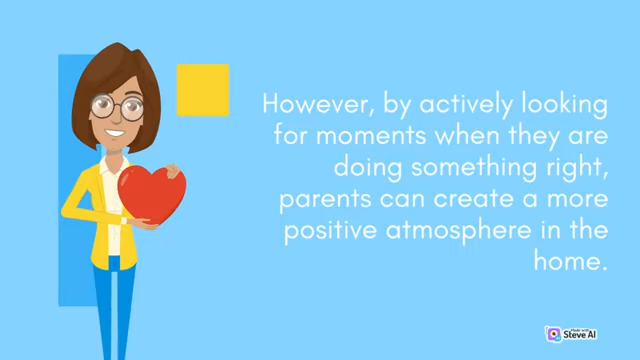 However, by actively looking
for moments when they are
doing something right,
parents can create a more
positive atmosphere in the
home.
Made with
Steve AI